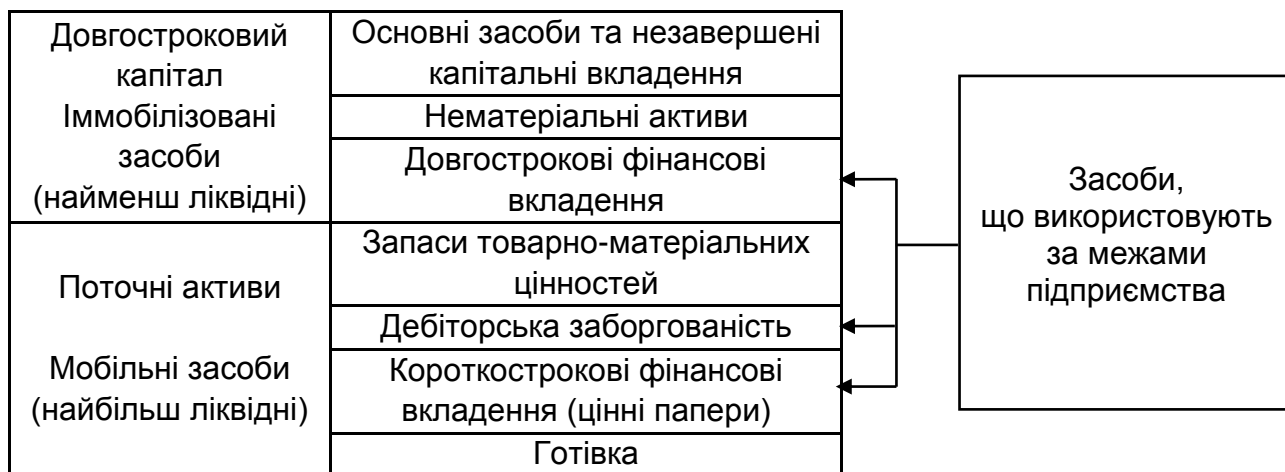 Довгостроковий
капітал
Іммобілізовані
засоби
(найменш ліквідні)
Основні засоби та незавершені
капітальні вкладення
Нематеріальні активи
Довгострокові фінансові
вкладення
Поточні активи
Мобільні засоби
(найбільш ліквідні)
Запаси товарно-матеріальних
цінностей
Дебіторська заборгованість
Короткострокові фінансові
вкладення (цінні папери)
Готівка
Засоби,
що використовують
за межами
підприємства